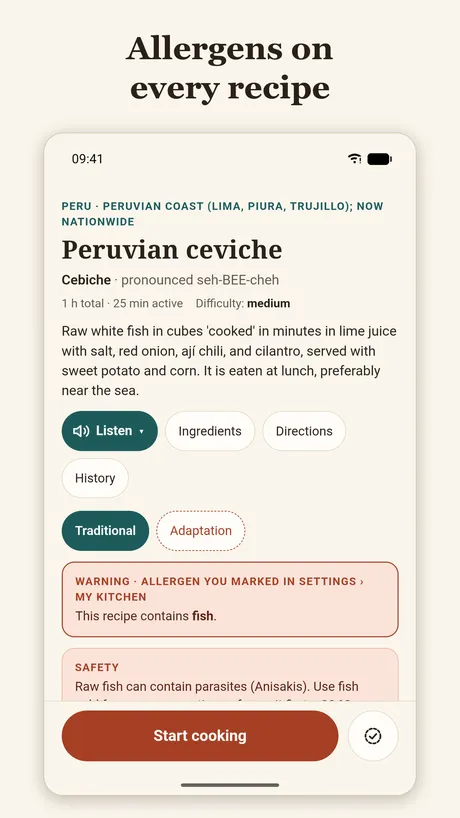 Allergens on
every recipe
09:41
PERU · PERUVIAN COAST (LIMA, PIURA, TRUJILLO); NOW
NATIONWIDE
Peruvian ceviche
Cebiche · pronounced seh-BEE-cheh
1 h total · 25 min active Difficulty: medium
Raw white fish in cubes 'cooked' in minutes in lime juice
with salt, red onion, ají chili, and cilantro, served with
sweet potato and corn. It is eaten at lunch, preferably
near the sea.
Listen ▾
Ingredients
Directions
History
Traditional
Adaptation
WARNING · ALLERGEN YOU MARKED IN SETTINGS ›
MY KITCHEN
This recipe contains fish.
SAFETY
Raw fish can contain parasites (Anisakis). Use fish
Start cooking